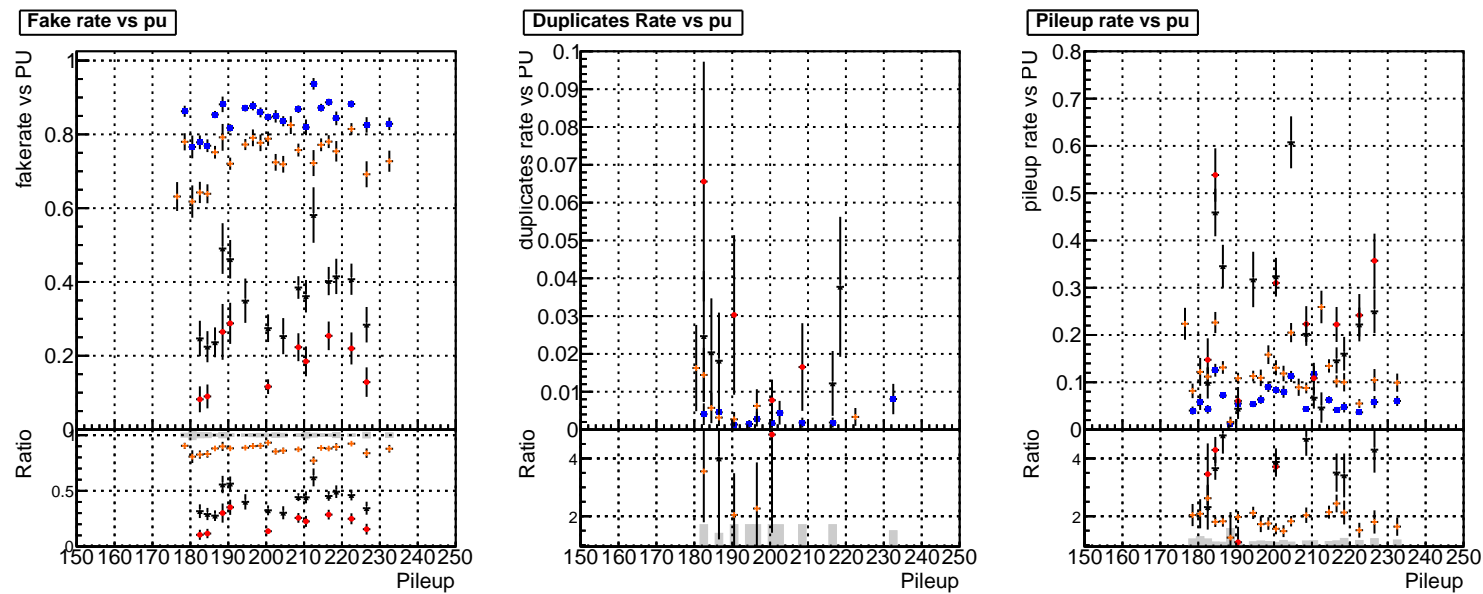 Fake rate vs pu
fakerate vs PU
1
0.8
0.6
0.4
0.2
0
Ratio
1
0.5
0
150 160 170 180 190 200 210 220 230 240 250
Pileup
Duplicates Rate vs pu
duplicates rate vs PU
0.1
0.09
0.08
0.07
0.06
0.05
0.04
0.03
0.02
0.01
0
Ratio
4
2
150 160 170 180 190 200 210 220 230 240 250
Pileup
Pileup rate vs pu
pileup rate vs PU
0.8
0.7
0.6
0.5
0.4
0.3
0.2
0.1
0
Ratio
4
2
150 160 170 180 190 200 210 220 230 240 250
Pileup